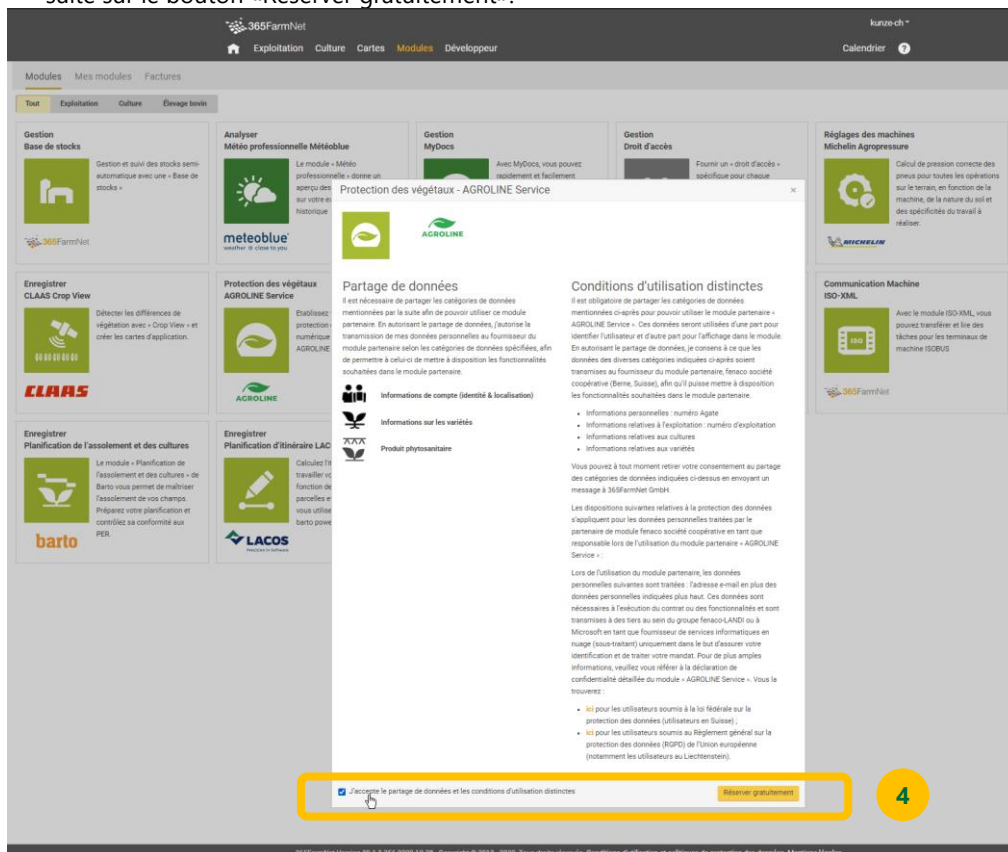 suite sur le bouton «Réserver gratuitement».
365FarmNet
kunze-ch
Exploitation Culture Cartes Modules Développeur
Calendrier ?
Modules Mes modules Factures
Tout Exploitation Culture Élevage bovin
Gestion
Base de stocks
Gestion et suivi des stocks semi-
automatique avec une « Base de
stocks »
365FarmNet
Analyser
Météo professionnelle Météoblue
Le module « Météo
professionnelle » donne un
aperçu des
sur votre ex
historique
meteoblue
weather is close to you
Gestion
MyDocs
Avec MyDocs, vous pouvez
rapidement et facilement
Gestion
Droit d'accès
Fournir un « droit d'accès »
spécifique pour chaque
Réglages des machines
Michelin Agropressure
Calcul de pression correcte des
pneus pour toutes les opérations
sur le terrain, en fonction de la
machine, de la nature du sol et
des spécificités du travail à
réaliser.
MICHELIN
Enregistrer
CLAAS Crop View
Détecter les différences de
végétation avec « Crop View » et
créer les cartes d'application.
CLAAS
Protection des végétaux
AGROLINE Service
Etablissez
protection
numérique
AGROLINE
AGROLINE
Communication Machine
ISO-XML
Avec le module ISO-XML, vous
pouvez transférer et lire des
tâches pour les terminaux de
machine ISOBUS
ISO
365FarmNet
Enregistrer
Planification de l'assolement et des cultures
Le module « Planification de
l'assolement et des cultures » de
Barto vous permet de maîtriser
l'assolement de vos champs.
Préparez votre planification et
contrôlez sa conformité aux
PER.
barto
Enregistrer
Planification d'itinéraire LAC
Calculez l'it
travailler vo
fonction de
parcelles e
vous utilise
barto powe
LACOS
Precision in Software
Protection des végétaux - AGROLINE Service ×
AGROLINE
Partage de données
Il est nécessaire de partager les catégories de données
mentionnées par la suite afin de pouvoir utiliser ce module
partenaire. En autorisant le partage de données, j'autorise la
transmission de mes données personnelles au fournisseur du
module partenaire selon les catégories de données spécifiées, afin
de permettre à celui-ci de mettre à disposition les fonctionnalités
souhaitées dans le module partenaire.
Informations de compte (identité & localisation)
Informations sur les variétés
Produit phytosanitaire
Conditions d'utilisation distinctes
Il est obligatoire de partager les catégories de données
mentionnées ci-après pour pouvoir utiliser le module partenaire «
AGROLINE Service ». Ces données seront utilisées d'une part pour
identifier l'utilisateur et d'autre part pour l'affichage dans le module.
En autorisant le partage de données, je consens à ce que les
données des diverses catégories indiquées ci-après soient
transmises au fournisseur du module partenaire, fenaco société
coopérative (Berne, Suisse), afin qu'il puisse mettre à disposition
les fonctionnalités souhaitées dans le module partenaire.
• Informations personnelles : numéro Agate
• Informations relatives à l'exploitation : numéro d'exploitation
• Informations relatives aux cultures
• Informations relatives aux variétés
Vous pouvez à tout moment retirer votre consentement au partage
des catégories de données indiquées ci-dessus en envoyant un
message à 365FarmNet GmbH.
Les dispositions suivantes relatives à la protection des données
s'appliquent pour les données personnelles traitées par le
partenaire de module fenaco société coopérative en tant que
responsable lors de l'utilisation du module partenaire « AGROLINE
Service » :
Lors de l'utilisation du module partenaire, les données
personnelles suivantes sont traitées : l'adresse e-mail en plus des
données personnelles indiquées plus haut. Ces données sont
nécessaires à l'exécution du contrat ou des fonctionnalités et sont
transmises à des tiers au sein du groupe fenaco-LANDI ou à
Microsoft en tant que fournisseur de services informatiques en
nuage (sous-traitant) uniquement dans le but d'assurer votre
identification et de traiter votre mandat. Pour de plus amples
informations, veuillez vous référer à la déclaration de
confidentialité détaillée du module « AGROLINE Service ». Vous la
trouverez :
• ici pour les utilisateurs soumis à la loi fédérale sur la
protection des données (utilisateurs en Suisse) ;
• ici pour les utilisateurs soumis au Règlement général sur la
protection des données (RGPD) de l'Union européenne
(notamment les utilisateurs au Liechtenstein).
J'accepte le partage de données et les conditions d'utilisation distinctes
Réserver gratuitement
4